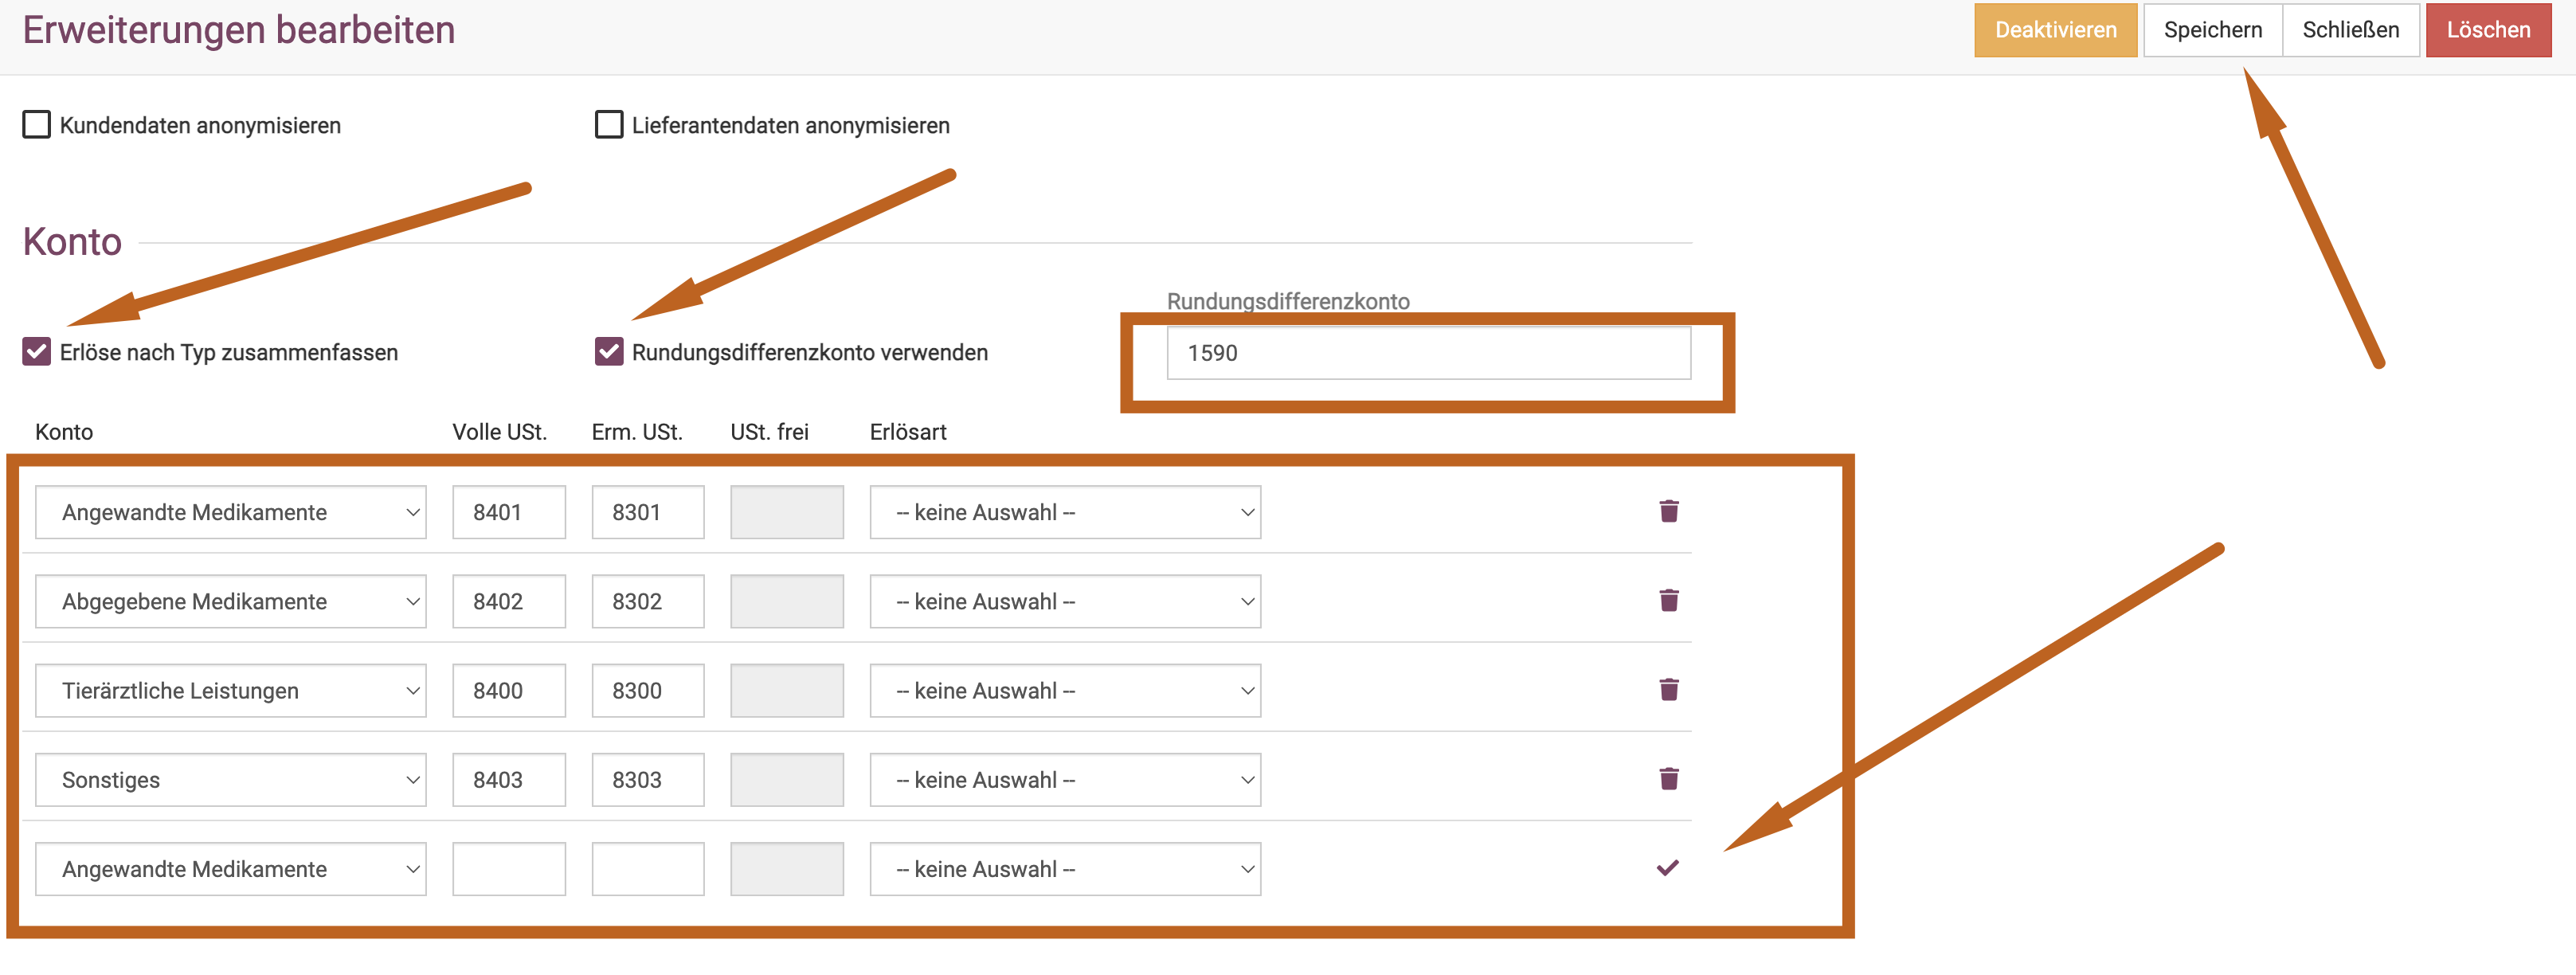 Erweiterungen bearbeiten
Deaktivieren Speichern Schließen Löschen
Kundendaten anonymisieren Lieferantendaten anonymisieren
Konto
Rundungsdifferenzkonto
Erlöse nach Typ zusammenfassen Rundungsdifferenzkonto verwenden 1590
Konto Volle USt. Erm. USt. USt. frei Erlösart
Angewandte Medikamente 8401 8301 -- keine Auswahl --
Abgegebene Medikamente 8402 8302 -- keine Auswahl --
Tierärztliche Leistungen 8400 8300 -- keine Auswahl --
Sonstiges 8403 8303 -- keine Auswahl --
Angewandte Medikamente -- keine Auswahl --